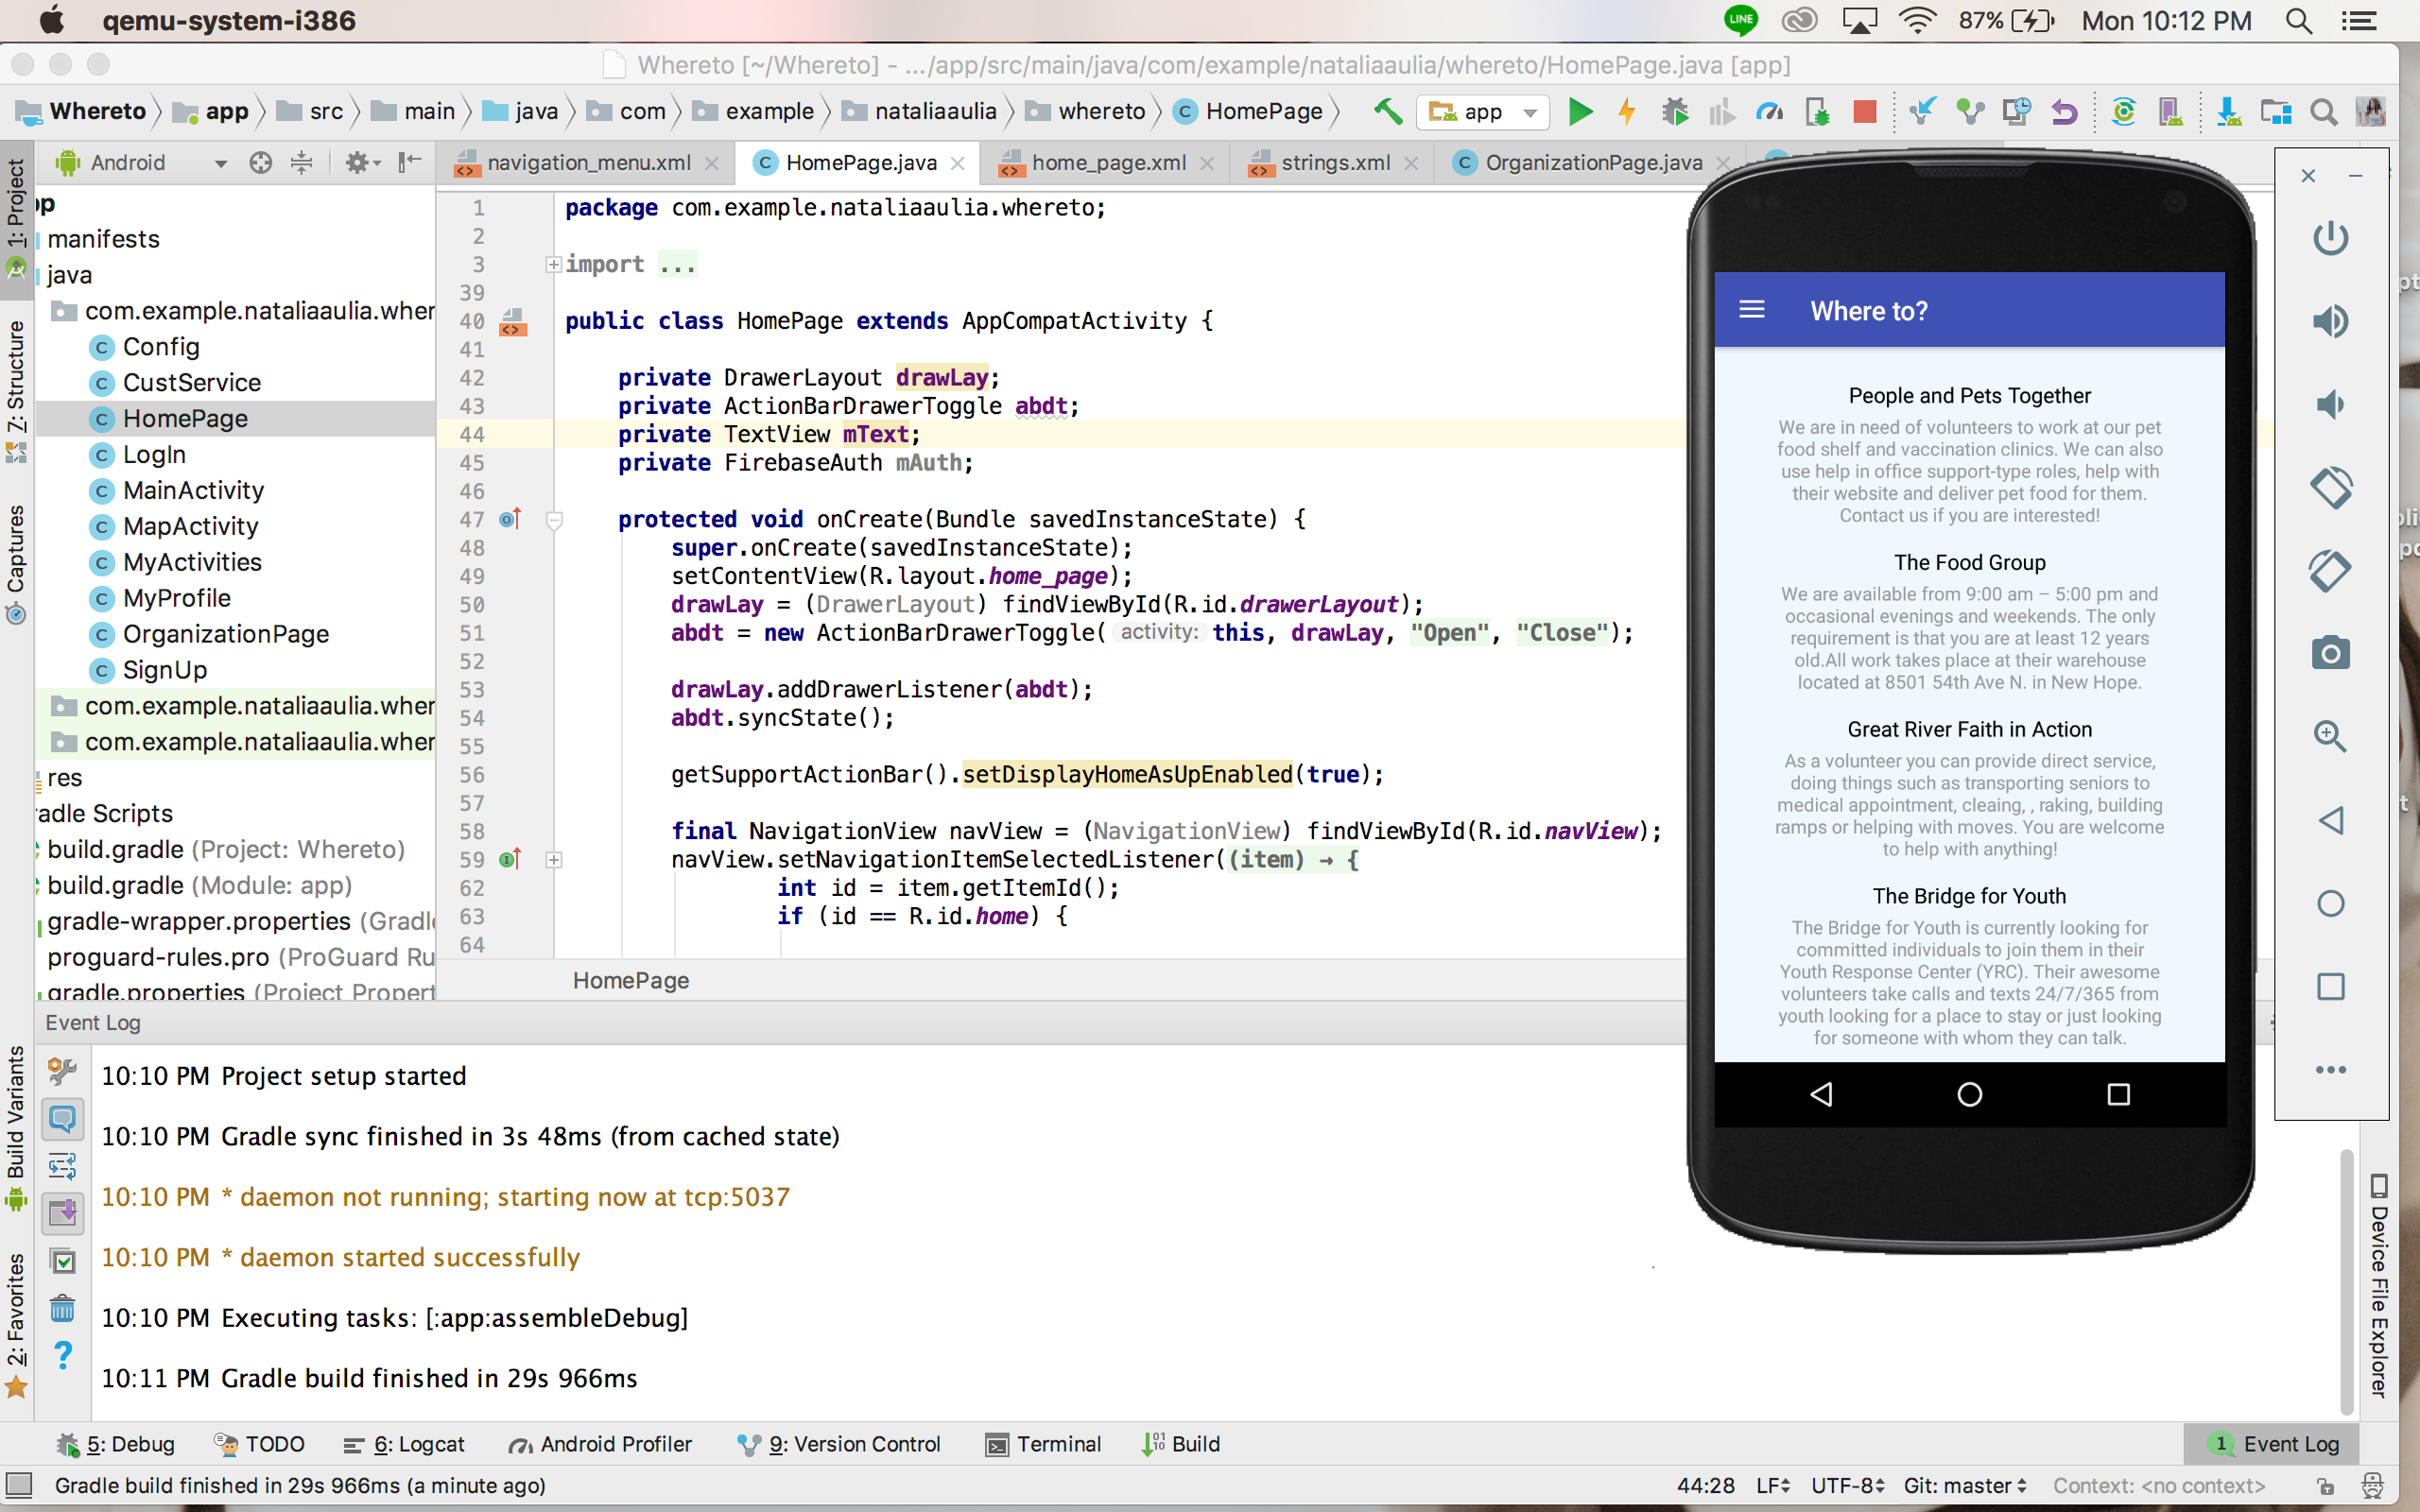 qemu-system-i386
LINE
87%
Mon 10:12 PM
Whereto [~/Whereto] - .../app/src/main/java/com/example/nataliaaulia/whereto/HomePage.java [app]
Whereto app src main java com example nataliaaulia whereto C HomePage
app
Android
navigation_menu.xml C HomePage.java home_page.xml strings.xml C OrganizationPage.java
1: Project
7: Structure
Captures
Build Variants
2: Favorites
pp
manifests
java
com.example.nataliaaulia.wher
C Config
C CustService
C HomePage
C LogIn
C MainActivity
C MapActivity
C MyActivities
C MyProfile
C OrganizationPage
C SignUp
com.example.nataliaaulia.wher
com.example.nataliaaulia.wher
res
radle Scripts
build.gradle (Project: Whereto)
build.gradle (Module: app)
gradle-wrapper.properties (Gradl
proguard-rules.pro (ProGuard Ru
gradle.properties (Project Propert
1 package com.example.nataliaaulia.whereto;
2
3 import ...
39
40 public class HomePage extends AppCompatActivity {
41
42 private DrawerLayout drawLay;
43 private ActionBarDrawerToggle abdt;
44 private TextView mText;
45 private FirebaseAuth mAuth;
46
47 protected void onCreate(Bundle savedInstanceState) {
48 super.onCreate(savedInstanceState);
49 setContentView(R.layout.home_page);
50 drawLay = (DrawerLayout) findViewById(R.id.drawerLayout);
51 abdt = new ActionBarDrawerToggle( activity: this, drawLay, "Open", "Close");
52
53 drawLay.addDrawerListener(abdt);
54 abdt.syncState();
55
56 getSupportActionBar().setDisplayHomeAsUpEnabled(true);
57
58 final NavigationView navView = (NavigationView) findViewById(R.id.navView);
59 navView.setNavigationItemSelectedListener((item) → {
62 int id = item.getItemId();
63 if (id == R.id.home) {
64
HomePage
Where to?
People and Pets Together
We are in need of volunteers to work at our pet
food shelf and vaccination clinics. We can also
use help in office support-type roles, help with
their website and deliver pet food for them.
Contact us if you are interested!
The Food Group
We are available from 9:00 am – 5:00 pm and
occasional evenings and weekends. The only
requirement is that you are at least 12 years
old.All work takes place at their warehouse
located at 8501 54th Ave N. in New Hope.
Great River Faith in Action
As a volunteer you can provide direct service,
doing things such as transporting seniors to
medical appointment, cleaing, , raking, building
ramps or helping with moves. You are welcome
to help with anything!
The Bridge for Youth
The Bridge for Youth is currently looking for
committed individuals to join them in their
Youth Response Center (YRC). Their awesome
volunteers take calls and texts 24/7/365 from
youth looking for a place to stay or just looking
for someone with whom they can talk.
Event Log
10:10 PM Project setup started
10:10 PM Gradle sync finished in 3s 48ms (from cached state)
10:10 PM * daemon not running; starting now at tcp:5037
10:10 PM * daemon started successfully
10:10 PM Executing tasks: [:app:assembleDebug]
10:11 PM Gradle build finished in 29s 966ms
Device File Explorer
5: Debug TODO 6: Logcat Android Profiler 9: Version Control Terminal Build 1 Event Log
Gradle build finished in 29s 966ms (a minute ago) 44:28 LF UTF-8 Git: master Context: <no context>